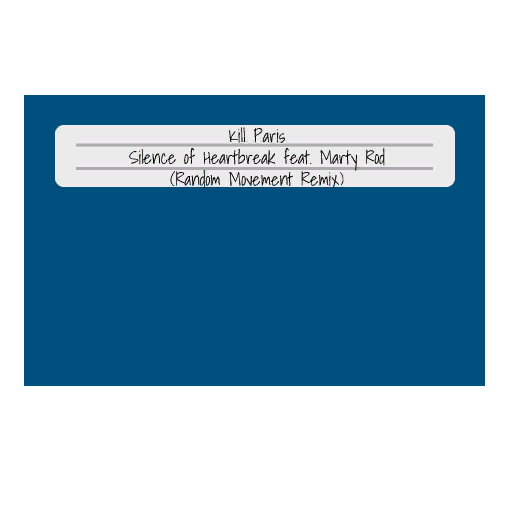 Kill Paris
Silence of Heartbreak feat. Marty Rod
(Random Movement Remix)